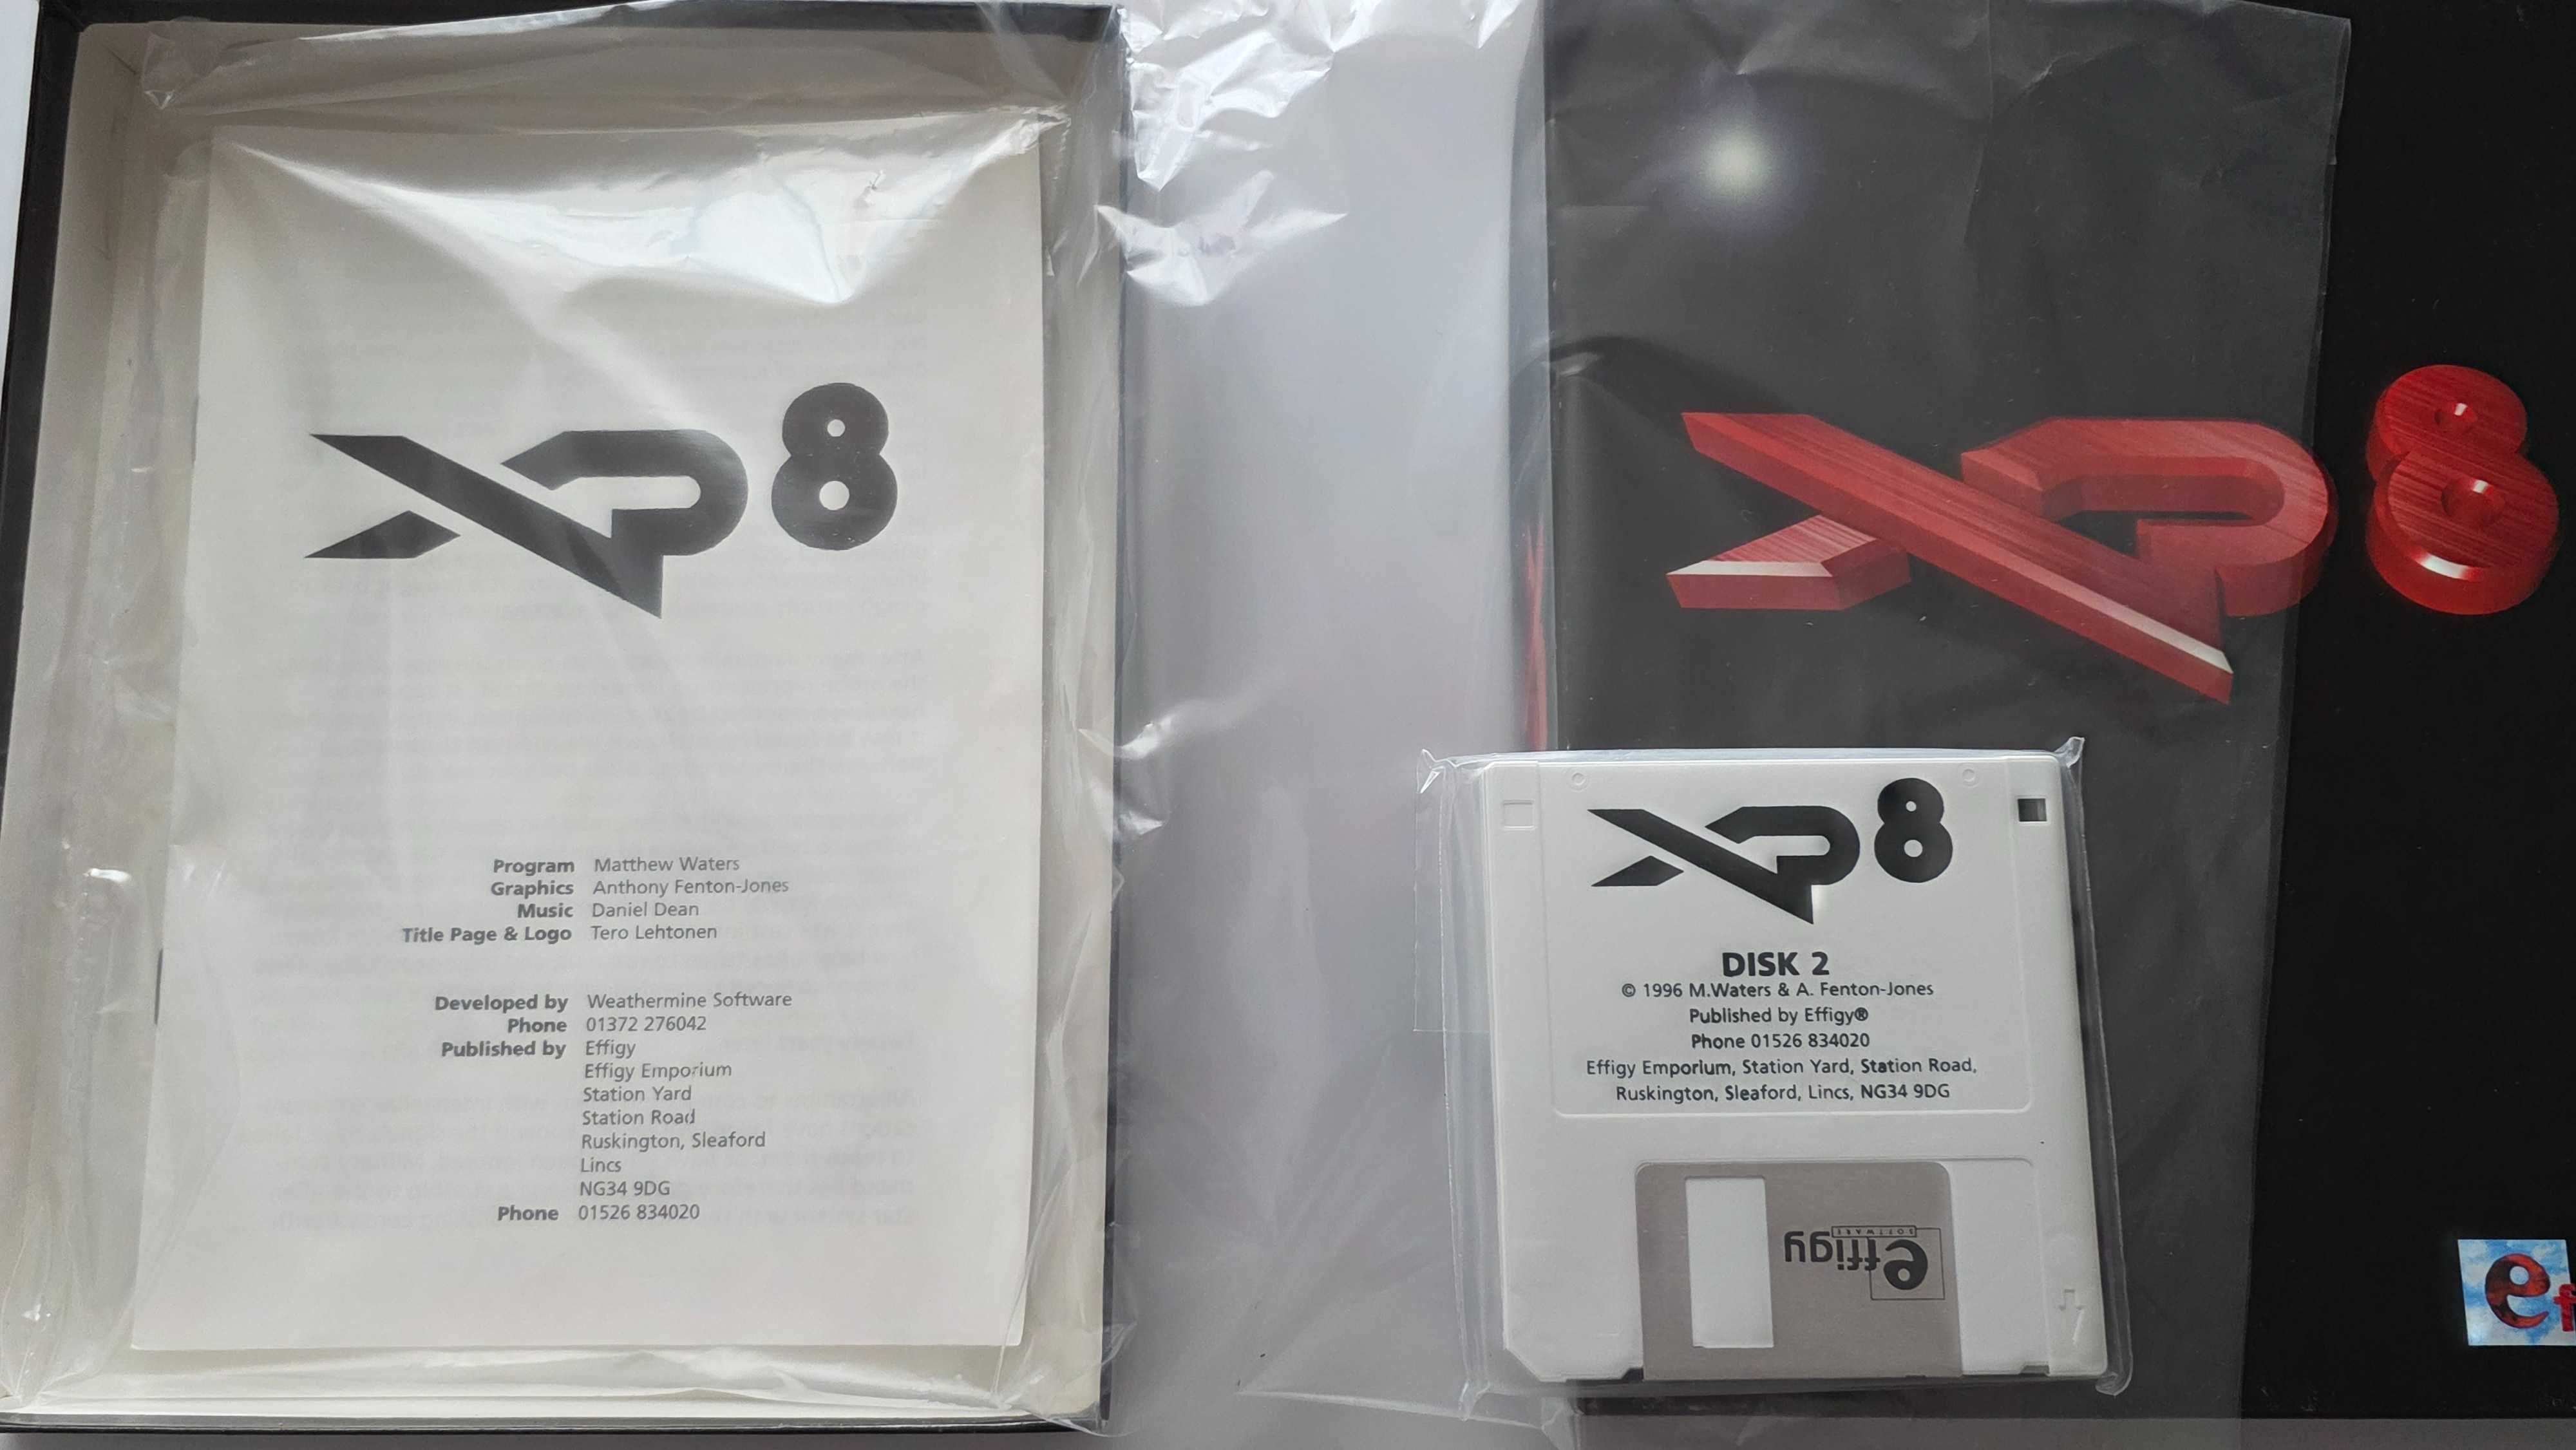 XP8
Program Matthew Waters
Graphics Anthony Fenton-Jones
Music Daniel Dean
Title Page & Logo Tero Lehtonen
Developed by Weathermine Software
Phone 01372 276042
Published by Effigy
Effigy Emporium
Station Yard
Station Road
Ruskington, Sleaford
Lincs
NG34 9DG
Phone 01526 834020
XP8
XP8
DISK 2
© 1996 M.Waters & A. Fenton-Jones
Published by Effigy®
Phone 01526 834020
Effigy Emporium, Station Yard, Station Road,
Ruskington, Sleaford, Lincs, NG34 9DG
effigy
SOFTWARE
ef